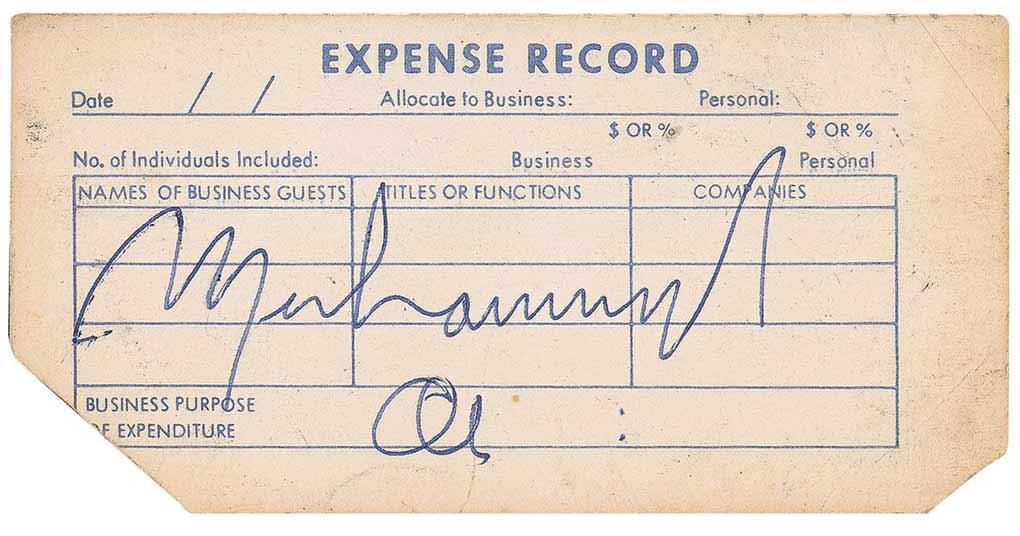 EXPENSE RECORD
Date / / Allocate to Business: Personal:
$ OR % $ OR %
No. of Individuals Included: Business Personal
NAMES OF BUSINESS GUESTS TITLES OR FUNCTIONS COMPANIES
Muhammad
Ali
BUSINESS PURPOSE
OF EXPENDITURE